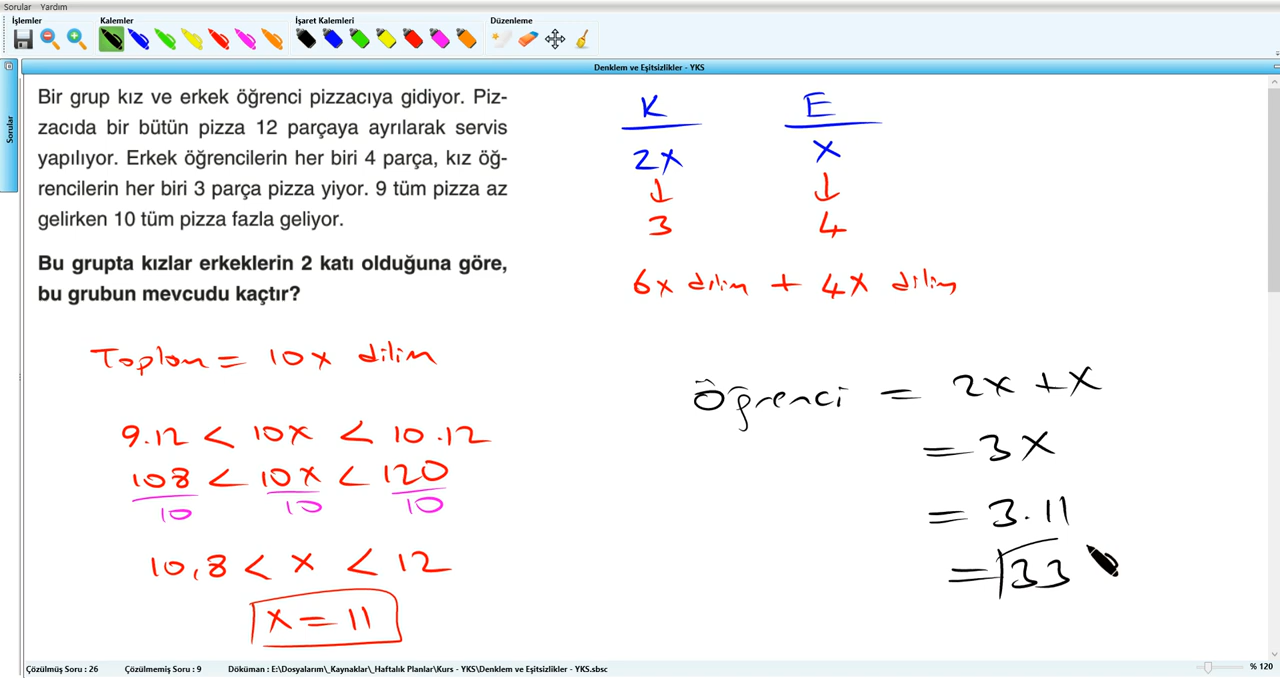 Sorular Yardım
İşlemler Kalemler İşaret Kalemleri Düzenleme
Denklem ve Eşitsizlikler - YKS
Sorular
Bir grup kız ve erkek öğrenci pizzacıya gidiyor. Piz-
zacıda bir bütün pizza 12 parçaya ayrılarak servis
yapılıyor. Erkek öğrencilerin her biri 4 parça, kız öğ-
rencilerin her biri 3 parça pizza yiyor. 9 tüm pizza az
gelirken 10 tüm pizza fazla geliyor.
Bu grupta kızlar erkeklerin 2 katı olduğuna göre,
bu grubun mevcudu kaçtır?
K E
2x x
↓ ↓
3 4
6x dilim + 4x dilim
Toplam = 10x dilim
9.12 < 10x < 10.12
108 < 10x < 120
10 10 10
10,8 < x < 12
x = 11
Öğrenci = 2x + x
= 3x
= 3.11
= 33
Çözülmüş Soru : 26 Çözülmemiş Soru : 9 Döküman : E:\Dosyalarım\_Kaynaklar\_Haftalık Planlar\Kurs - YKS\Denklem ve Eşitsizlikler - YKS.sbsc % 120